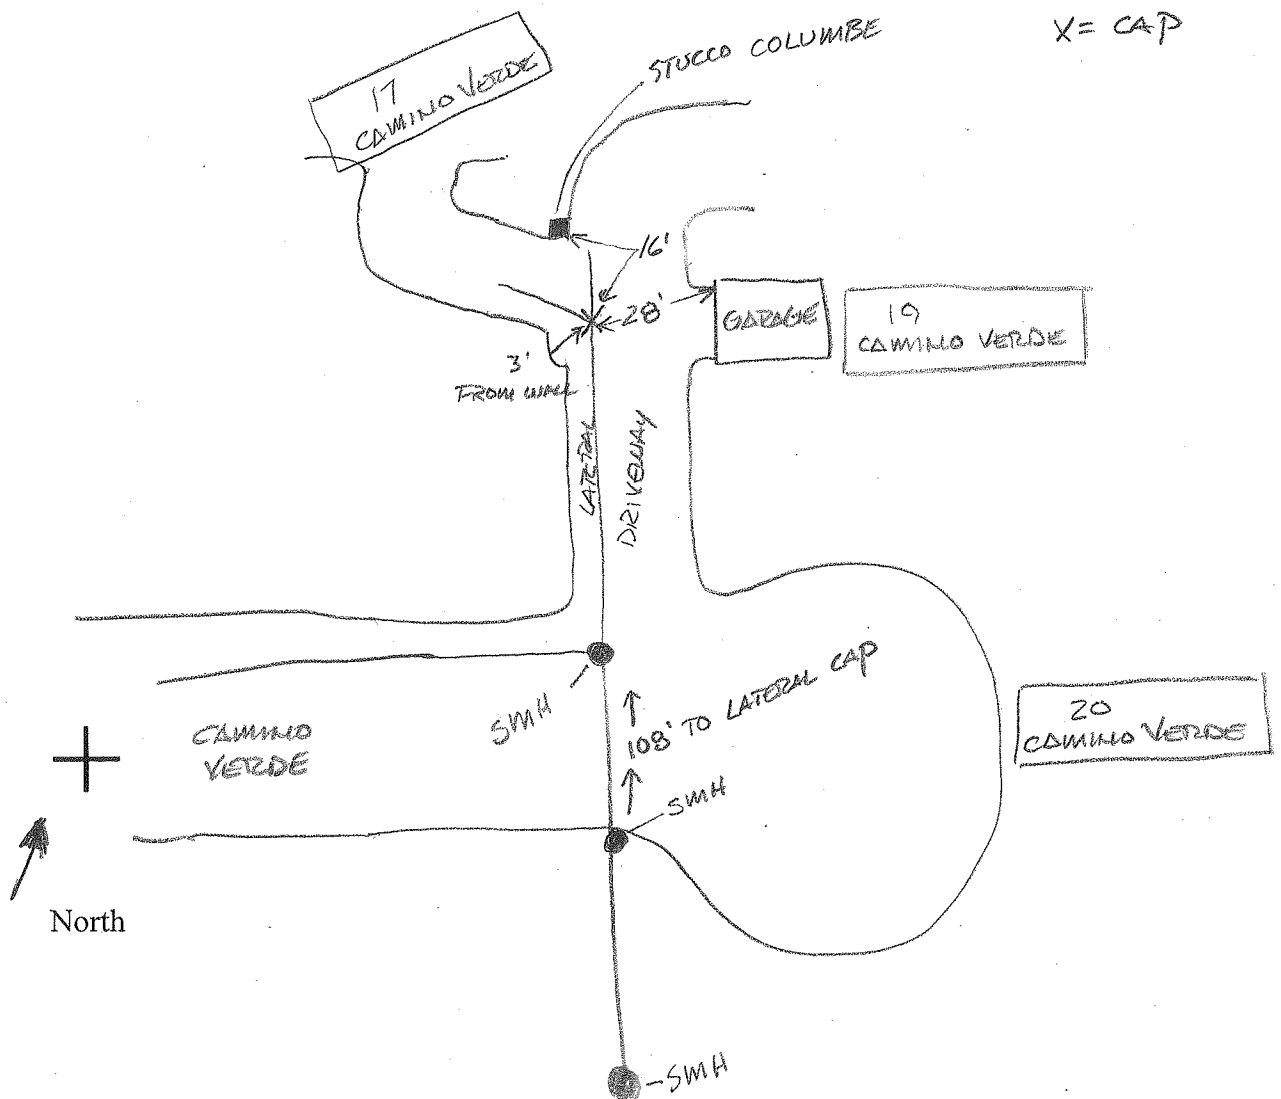 X= CAP
STUCCO COLUMBE
17
CAMINO VERDE
16'
28'
GARAGE
19
CAMINO VERDE
3'
FROM WALL
LATERAL
DRIVEWAY
SMH
108' TO LATERAL CAP
20
CAMINO VERDE
CAMINO
VERDE
SMH
North
SMH